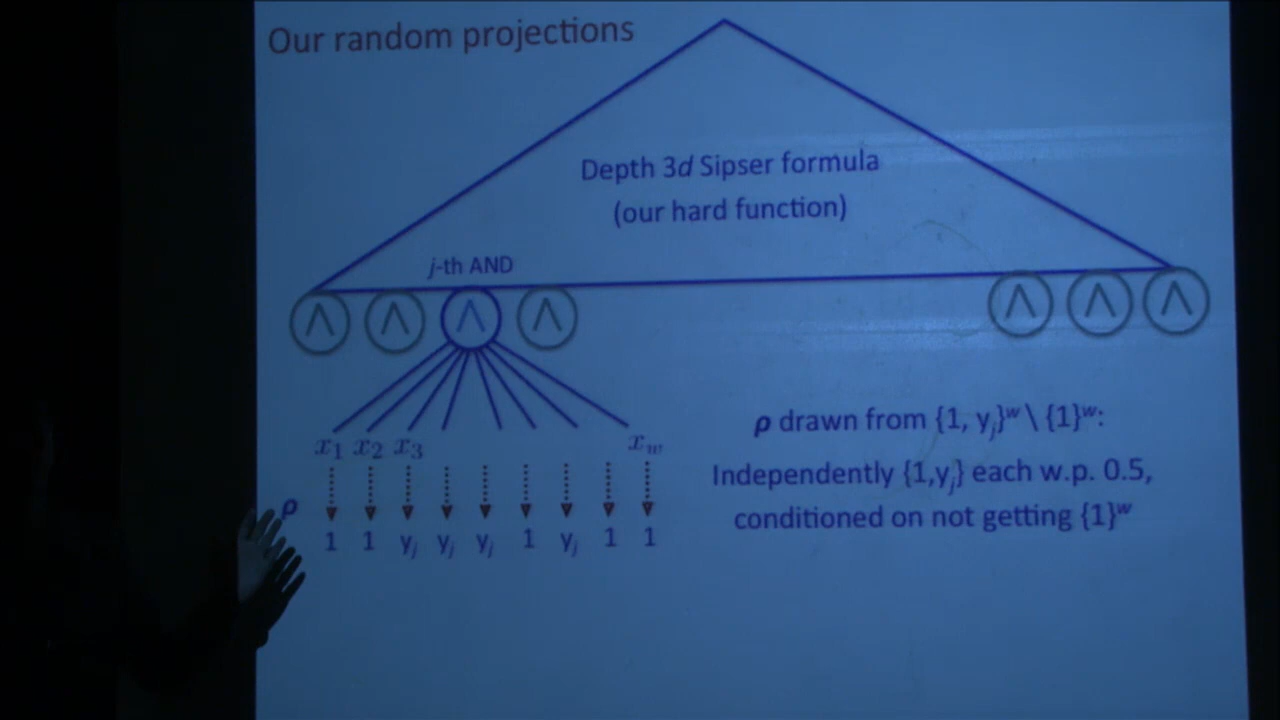 Our random projections
Depth 3d Sipser formula
(our hard function)
j-th AND
∧ ∧ ∧ ∧ ∧ ∧ ∧
x₁ x₂ x₃ x_w
ρ
1 1 yⱼ yⱼ yⱼ 1 yⱼ 1 1
ρ drawn from {1, yⱼ}ʷ \ {1}ʷ:
Independently {1,yⱼ} each w.p. 0.5,
conditioned on not getting {1}ʷ